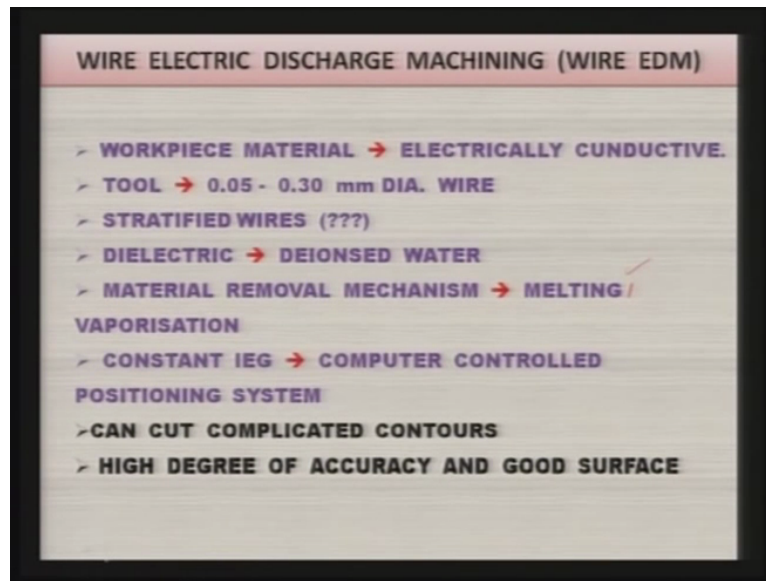 WIRE ELECTRIC DISCHARGE MACHINING (WIRE EDM)
➢ WORKPIECE MATERIAL ➔ ELECTRICALLY CUNDUCTIVE.
➢ TOOL ➔ 0.05 - 0.30 mm DIA. WIRE
➢ STRATIFIED WIRES (???)
➢ DIELECTRIC ➔ DEIONSED WATER
➢ MATERIAL REMOVAL MECHANISM ➔ MELTING/
VAPORISATION
➢ CONSTANT IEG ➔ COMPUTER CONTROLLED
POSITIONING SYSTEM
➢CAN CUT COMPLICATED CONTOURS
➢ HIGH DEGREE OF ACCURACY AND GOOD SURFACE